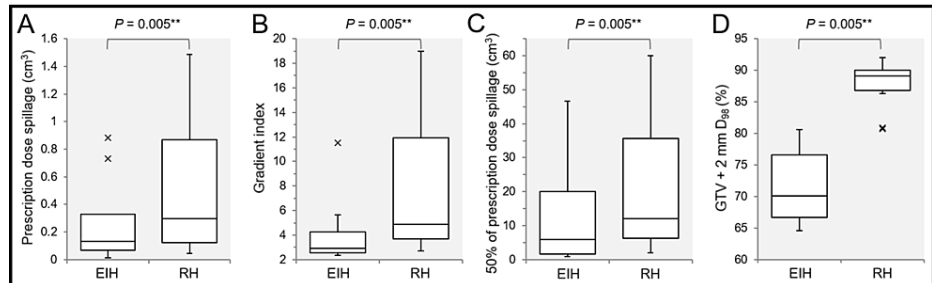 A
P = 0.005**
Prescription dose spillage (cm³)
1.6
1.4
1.2
1
0.8
0.6
0.4
0.2
0
EIH
RH
B
P = 0.005**
Gradient index
20
18
16
14
12
10
8
6
4
2
EIH
RH
C
P = 0.005**
50% of prescription dose spillage (cm³)
60
50
40
30
20
10
0
EIH
RH
D
P = 0.005**
GTV + 2 mm D₉₈ (%)
95
90
85
80
75
70
65
60
EIH
RH